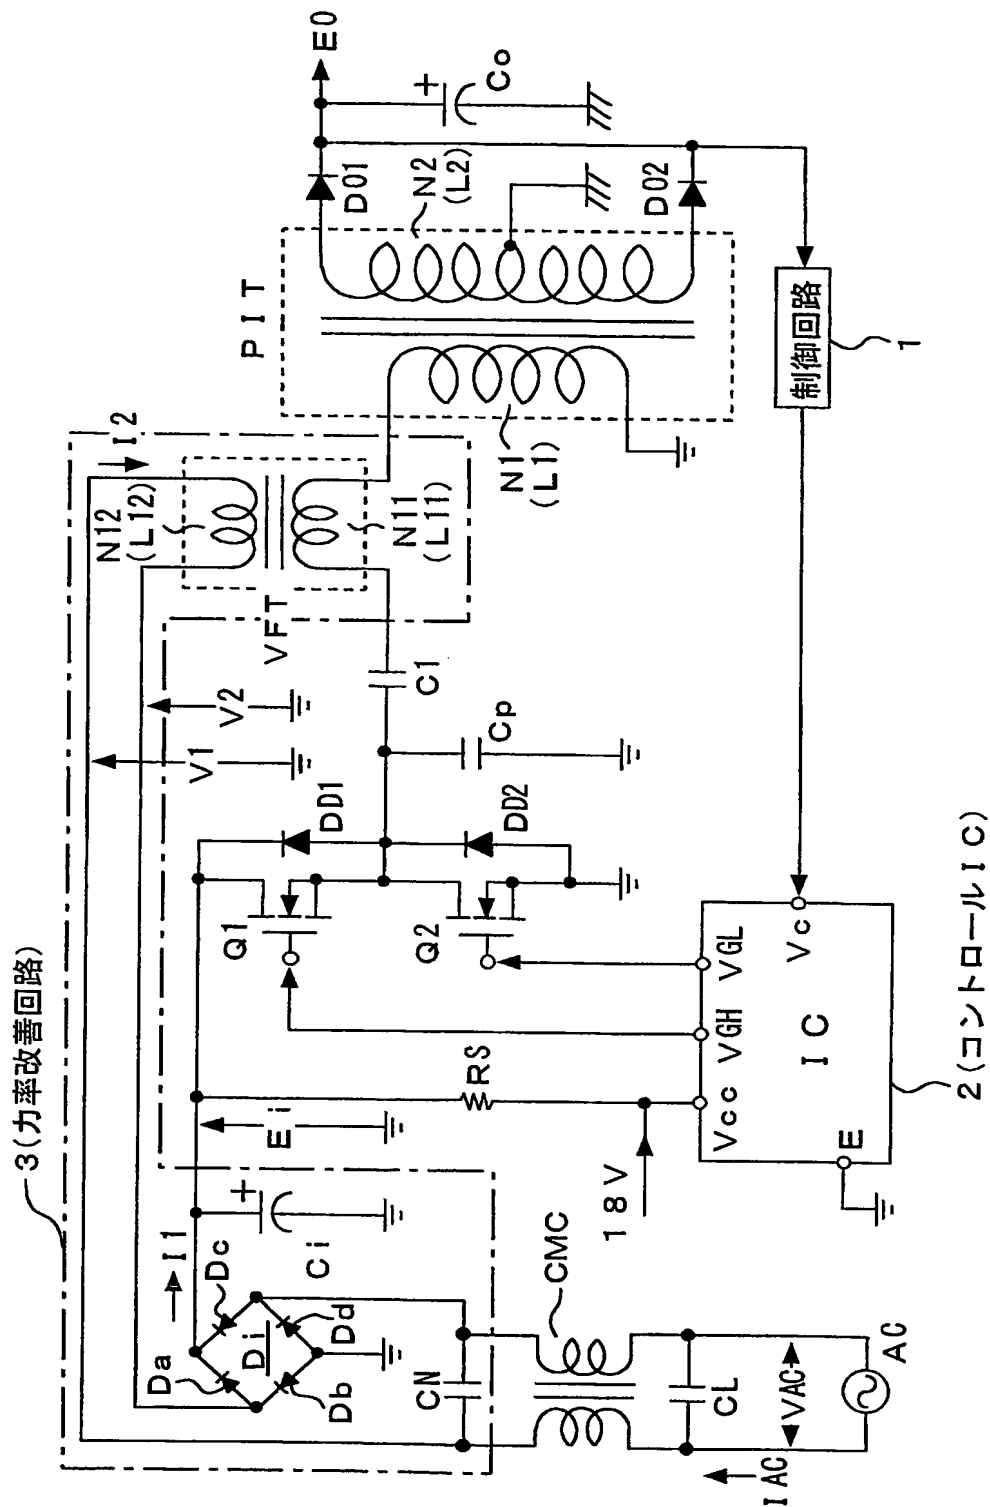 3(力率改善回路)
I1
Da
Dc
Di
Db
Dd
Ci
+
Ei
V1
V2
VFT
N12
(L12)
I2
N11
(L11)
PIT
N1
(L1)
N2
(L2)
DO1
DO2
EO
+
Co
Q1
DD1
Q2
DD2
Cp
C1
RS
18V
CN
CMC
CL
VAC
AC
IAC
Vcc
VGH
VGL
Vc
IC
E
2(コントロールIC)
制御回路
1